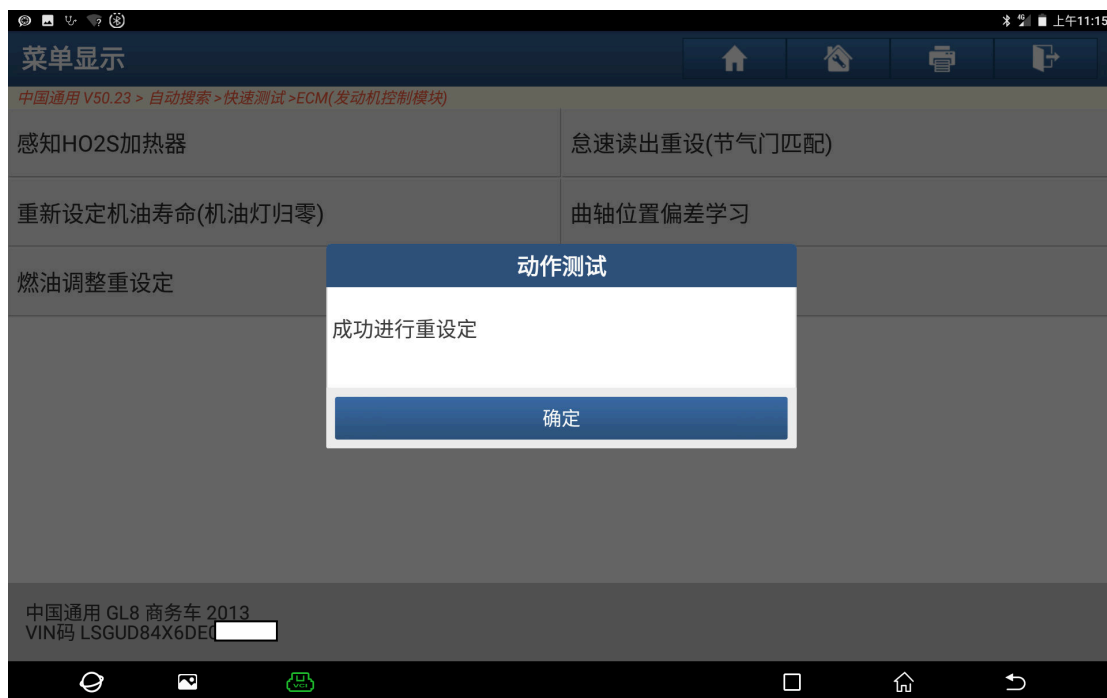 上午11:15
菜单显示
中国通用 V50.23 > 自动搜索 >快速测试 >ECM(发动机控制模块)
感知HO2S加热器
怠速读出重设(节气门匹配)
重新设定机油寿命(机油灯归零)
曲轴位置偏差学习
燃油调整重设定
动作测试
成功进行重设定
确定
中国通用 GL8 商务车 2013
VIN码 LSGUD84X6DE
VCI